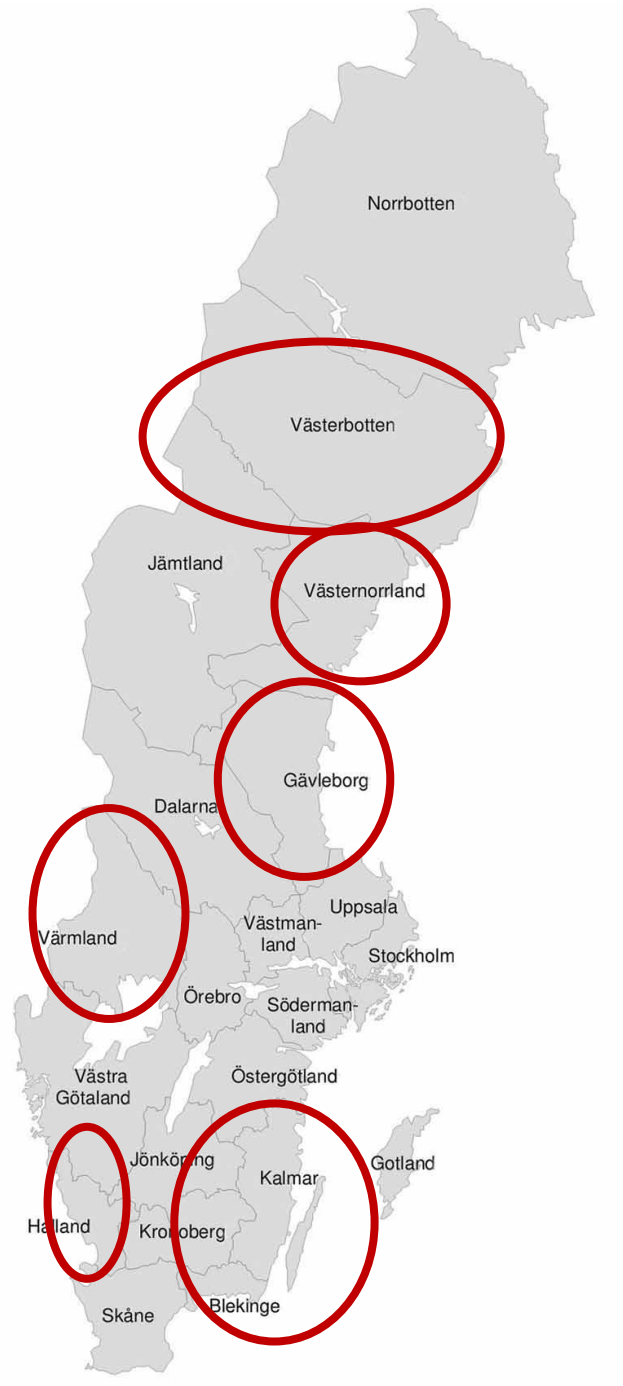 Norrbotten
Västerbotten
Jämtland
Västernorrland
Gävleborg
Dalarna
Uppsala
Västman-
land
Värmland
Stockholm
Örebro
Söderman-
land
Västra
Götaland
Östergötland
Jönköping
Gotland
Kalmar
Halland
Kronoberg
Blekinge
Skåne